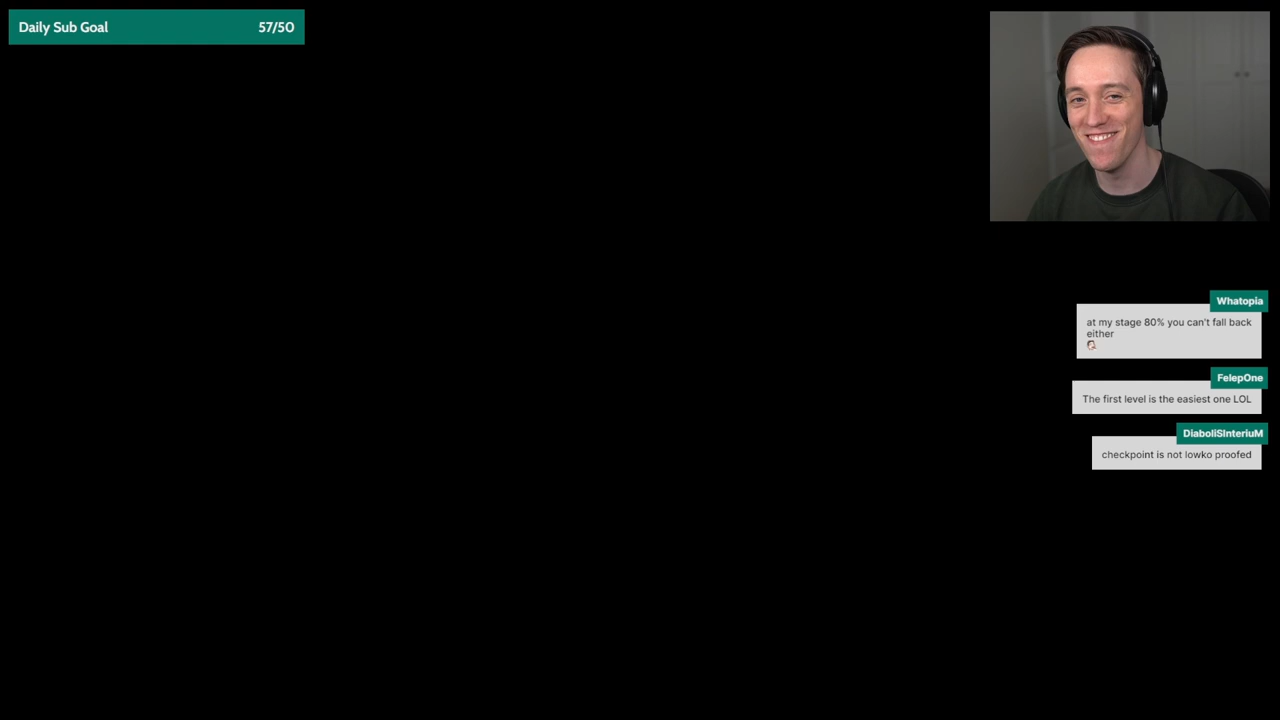 Daily Sub Goal 57/50
Whatopia
at my stage 80% you can't fall back
either
FelepOne
The first level is the easiest one LOL
DiaboliSInteriuM
checkpoint is not lowko proofed